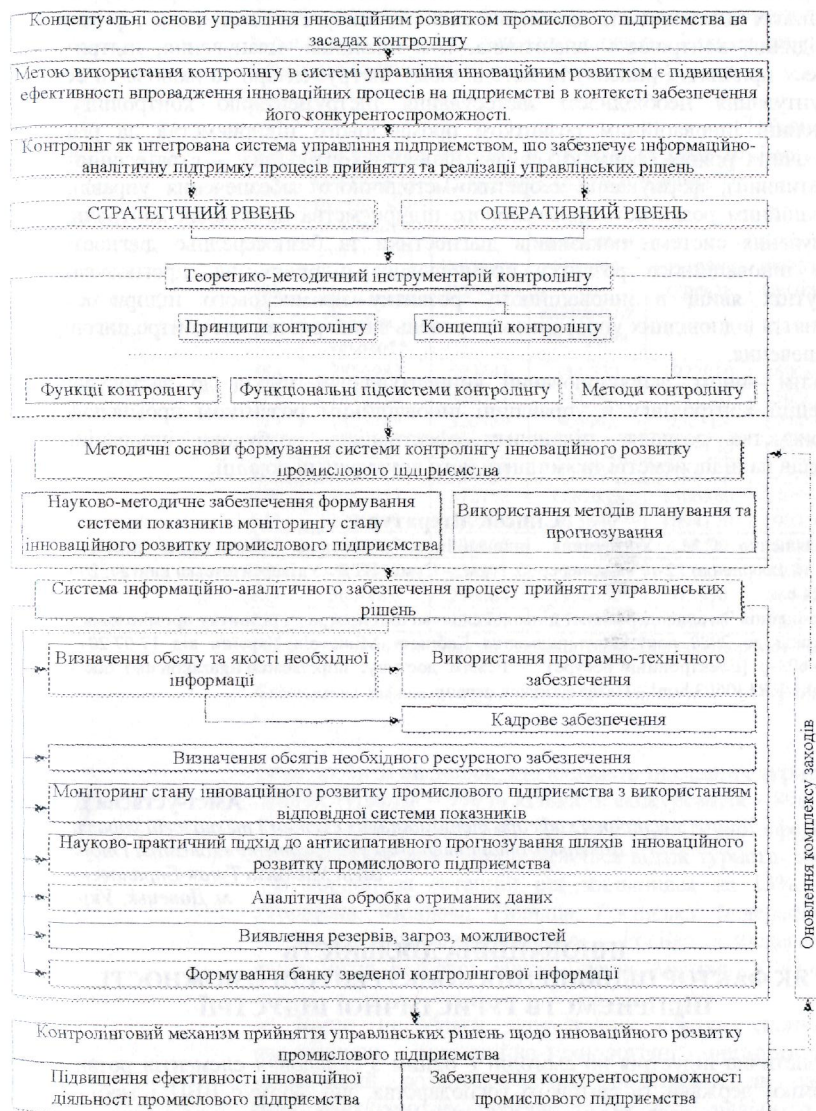 Концептуальні основи управління інноваційним розвитком промислового підприємства на
засадах контролінгу
Метою використання контролінгу в системі управління інноваційним розвитком є підвищення
ефективності впровадження інноваційних процесів на підприємстві в контексті забезпечення
його конкурентоспроможності.
Контролінг як інтегрована система управління підприємством, що забезпечує інформаційно-
аналітичну підтримку процесів прийняття та реалізації управлінських рішень
СТРАТЕГІЧНИЙ РІВЕНЬ
ОПЕРАТИВНИЙ РІВЕНЬ
Теоретико-методичний інструментарій контролінгу
Принципи контролінгу
Концепції контролінгу
Функції контролінгу
Функціональні підсистеми контролінгу
Методи контролінгу
Методичні основи формування системи контролінгу інноваційного розвитку
промислового підприємства
Науково-методичне забезпечення формування
системи показників моніторингу стану
інноваційного розвитку промислового підприємства
Використання методів планування та
прогнозування
Система інформаційно-аналітичного забезпечення процесу прийняття управлінських
рішень
Визначення обсягу та якості необхідної
інформації
Використання програмно-технічного
забезпечення
Кадрове забезпечення
Визначення обсягів необхідного ресурсного забезпечення
Моніторинг стану інноваційного розвитку промислового підприємства з використанням
відповідної системи показників
Науково-практичний підхід до антисипативного прогнозування шляхів інноваційного
розвитку промислового підприємства
Аналітична обробка отриманих даних
Виявлення резервів, загроз, можливостей
Формування банку зведеної контролінгової інформації
Оновлення комплексу заходів
Контролинговий механізм прийняття управлінських рішень щодо інноваційного розвитку
промислового підприємства
Підвищення ефективності інноваційної
діяльності промислового підприємства
Забезпечення конкурентоспроможності
промислового підприємства